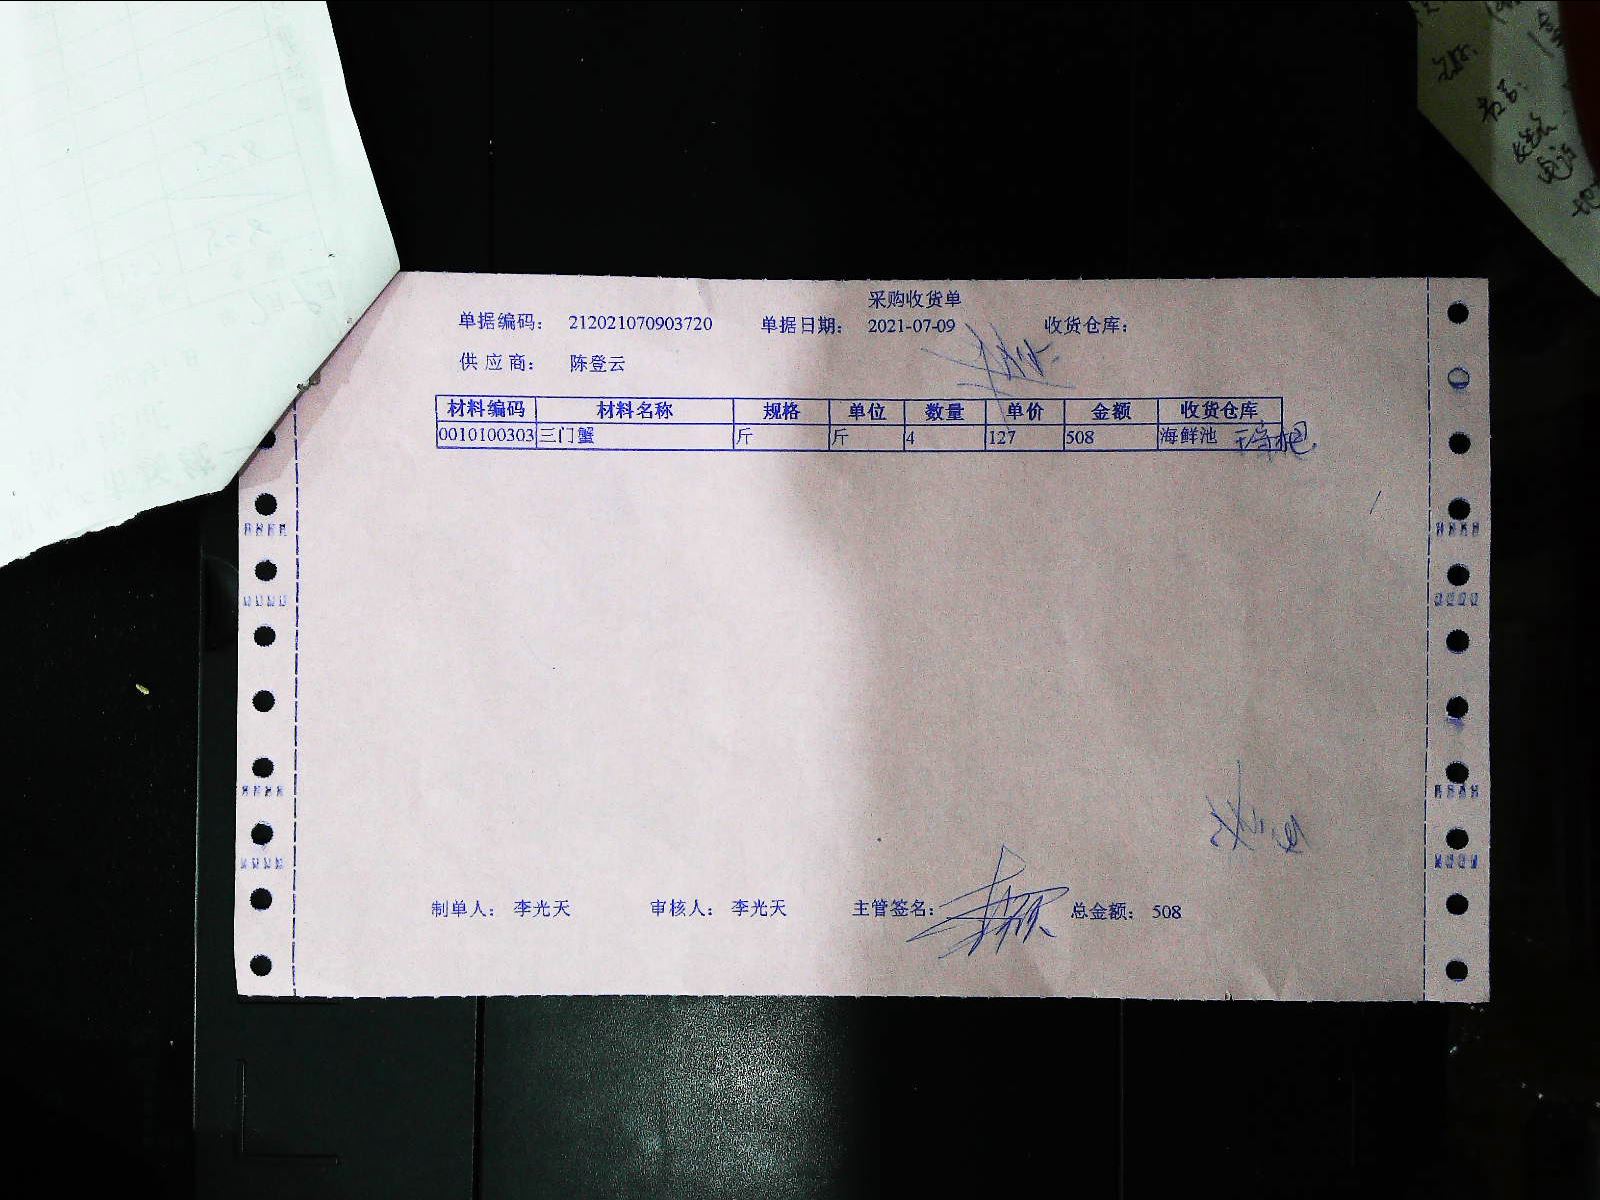 采购收货单
单据编码： 212021070903720 单据日期： 2021-07-09 收货仓库：
供 应 商： 陈登云
材料编码 材料名称 规格 单位 数量 单价 金额 收货仓库
0010100303 三门蟹 斤 斤 4 127 508 海鲜池
制单人： 李光天 审核人： 李光天 主管签名： 总金额： 508